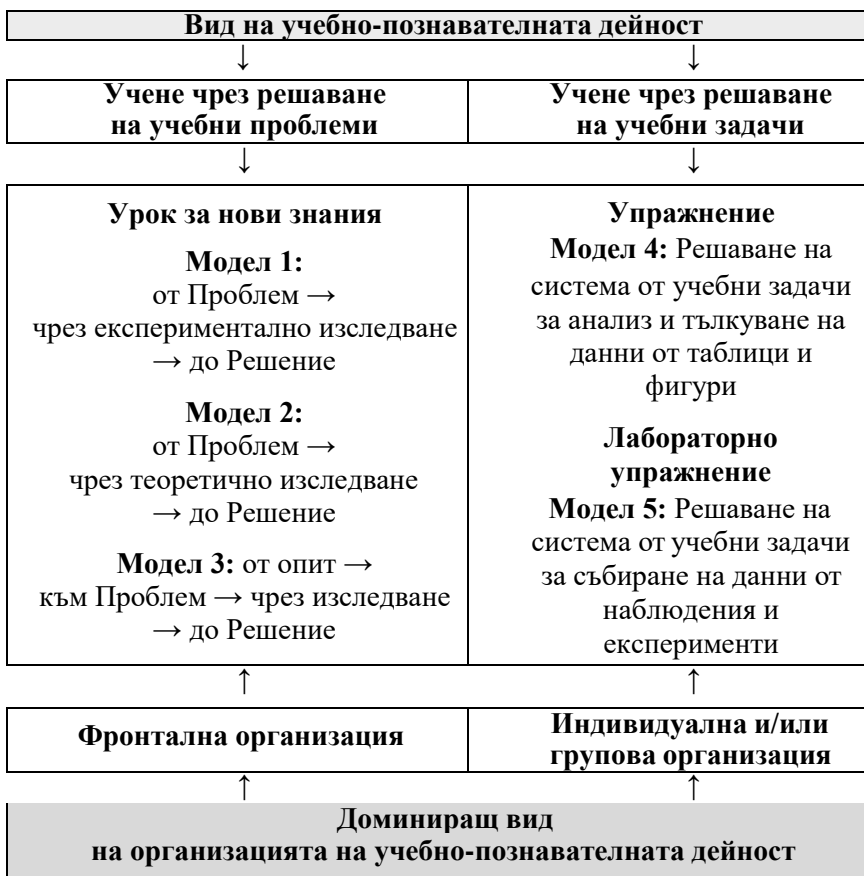 Вид на учебно-познавателната дейност
↓ ↓
Учене чрез решаване
на учебни проблеми
Учене чрез решаване
на учебни задачи
↓ ↓
Урок за нови знания
Модел 1:
от Проблем →
чрез експериментално изследване
→ до Решение
Модел 2:
от Проблем →
чрез теоретично изследване
→ до Решение
Модел 3: от опит →
към Проблем → чрез изследване
→ до Решение
Упражнение
Модел 4: Решаване на
система от учебни задачи
за анализ и тълкуване на
данни от таблици и
фигури
Лабораторно
упражнение
Модел 5: Решаване на
система от учебни задачи
за събиране на данни от
наблюдения и
експерименти
↑ ↑
Фронтална организация
Индивидуална и/или
групова организация
↑ ↑
Доминиращ вид
на организацията на учебно-познавателната дейност